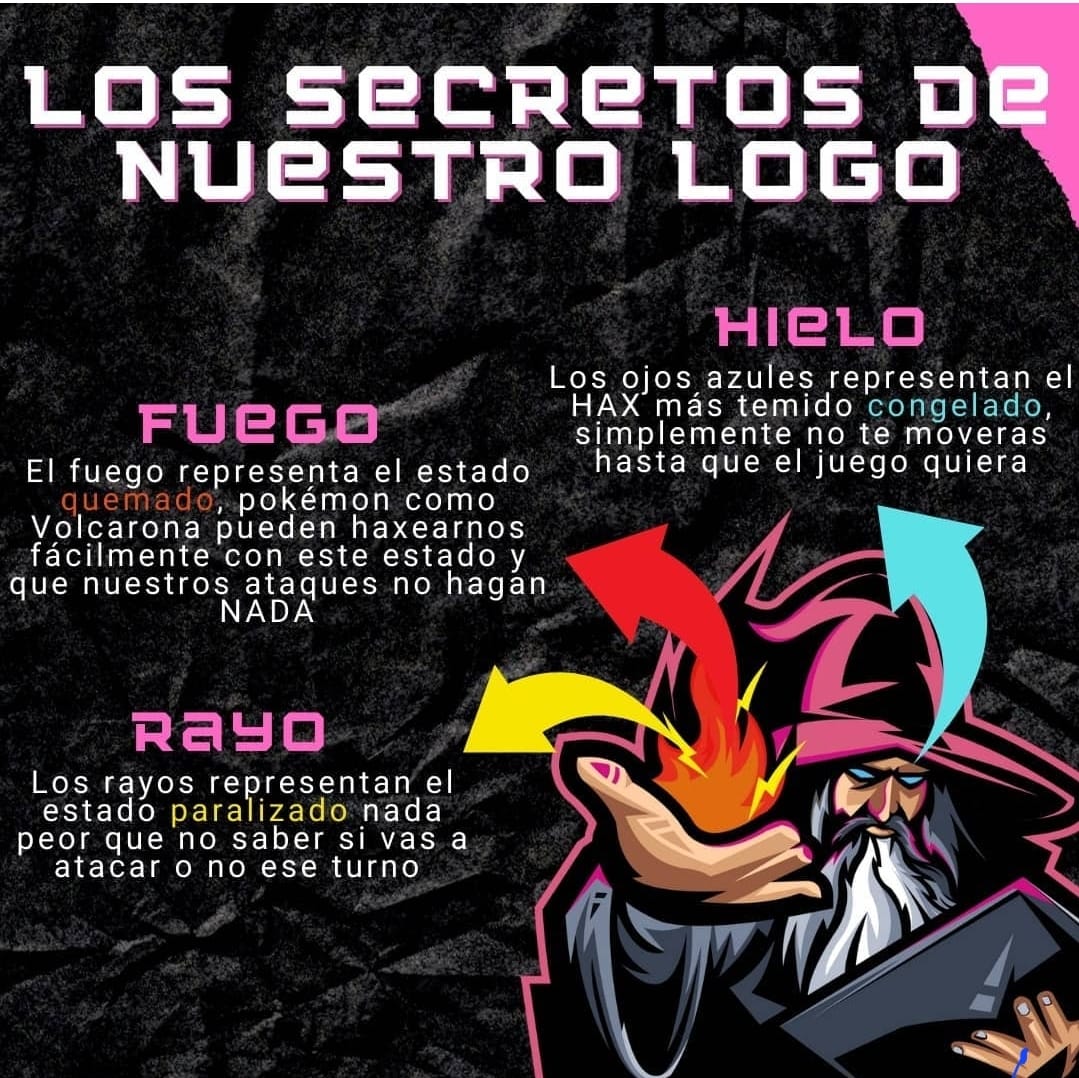 LOS SECRETOS DE
NUESTRO LOGO
HIELO
Los ojos azules representan el
HAX más temido congelado,
simplemente no te moveras
hasta que el juego quiera
FUEGO
El fuego representa el estado
quemado, pokémon como
Volcarona pueden haxearnos
fácilmente con este estado y
que nuestros ataques no hagan
NADA
RAYO
Los rayos representan el
estado paralizado nada
peor que no saber si vas a
atacar o no ese turno